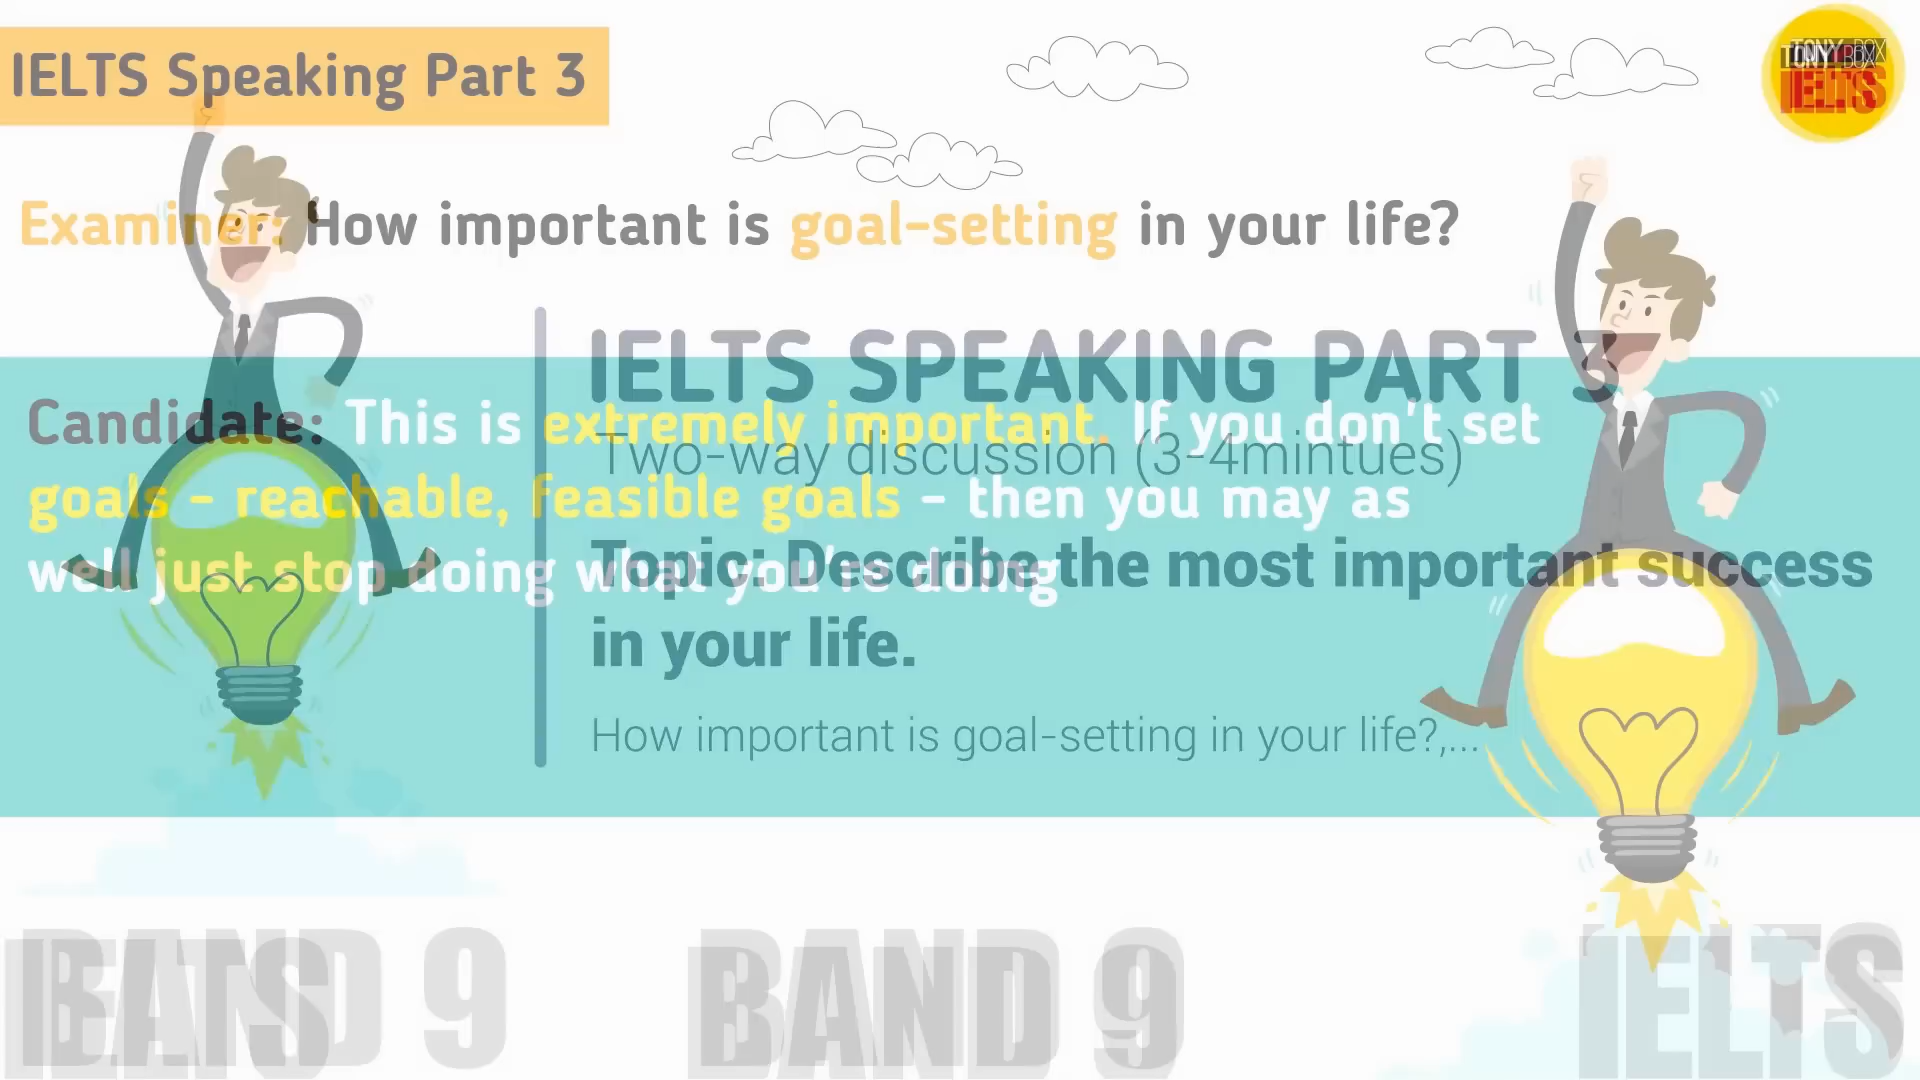 IELTS Speaking Part 3
TONY BOX
IELTS
Examiner: How important is goal-setting in your life?
IELTS SPEAKING PART 3
Two-way discussion (3-4mintues)
Topic: Describe the most important success
in your life.
How important is goal-setting in your life?,...
Candidate: This is extremely important. If you don't set
goals - reachable, feasible goals - then you may as
well just stop doing what you're doing
BAND 9
IELTS
BAND 9
IELTS